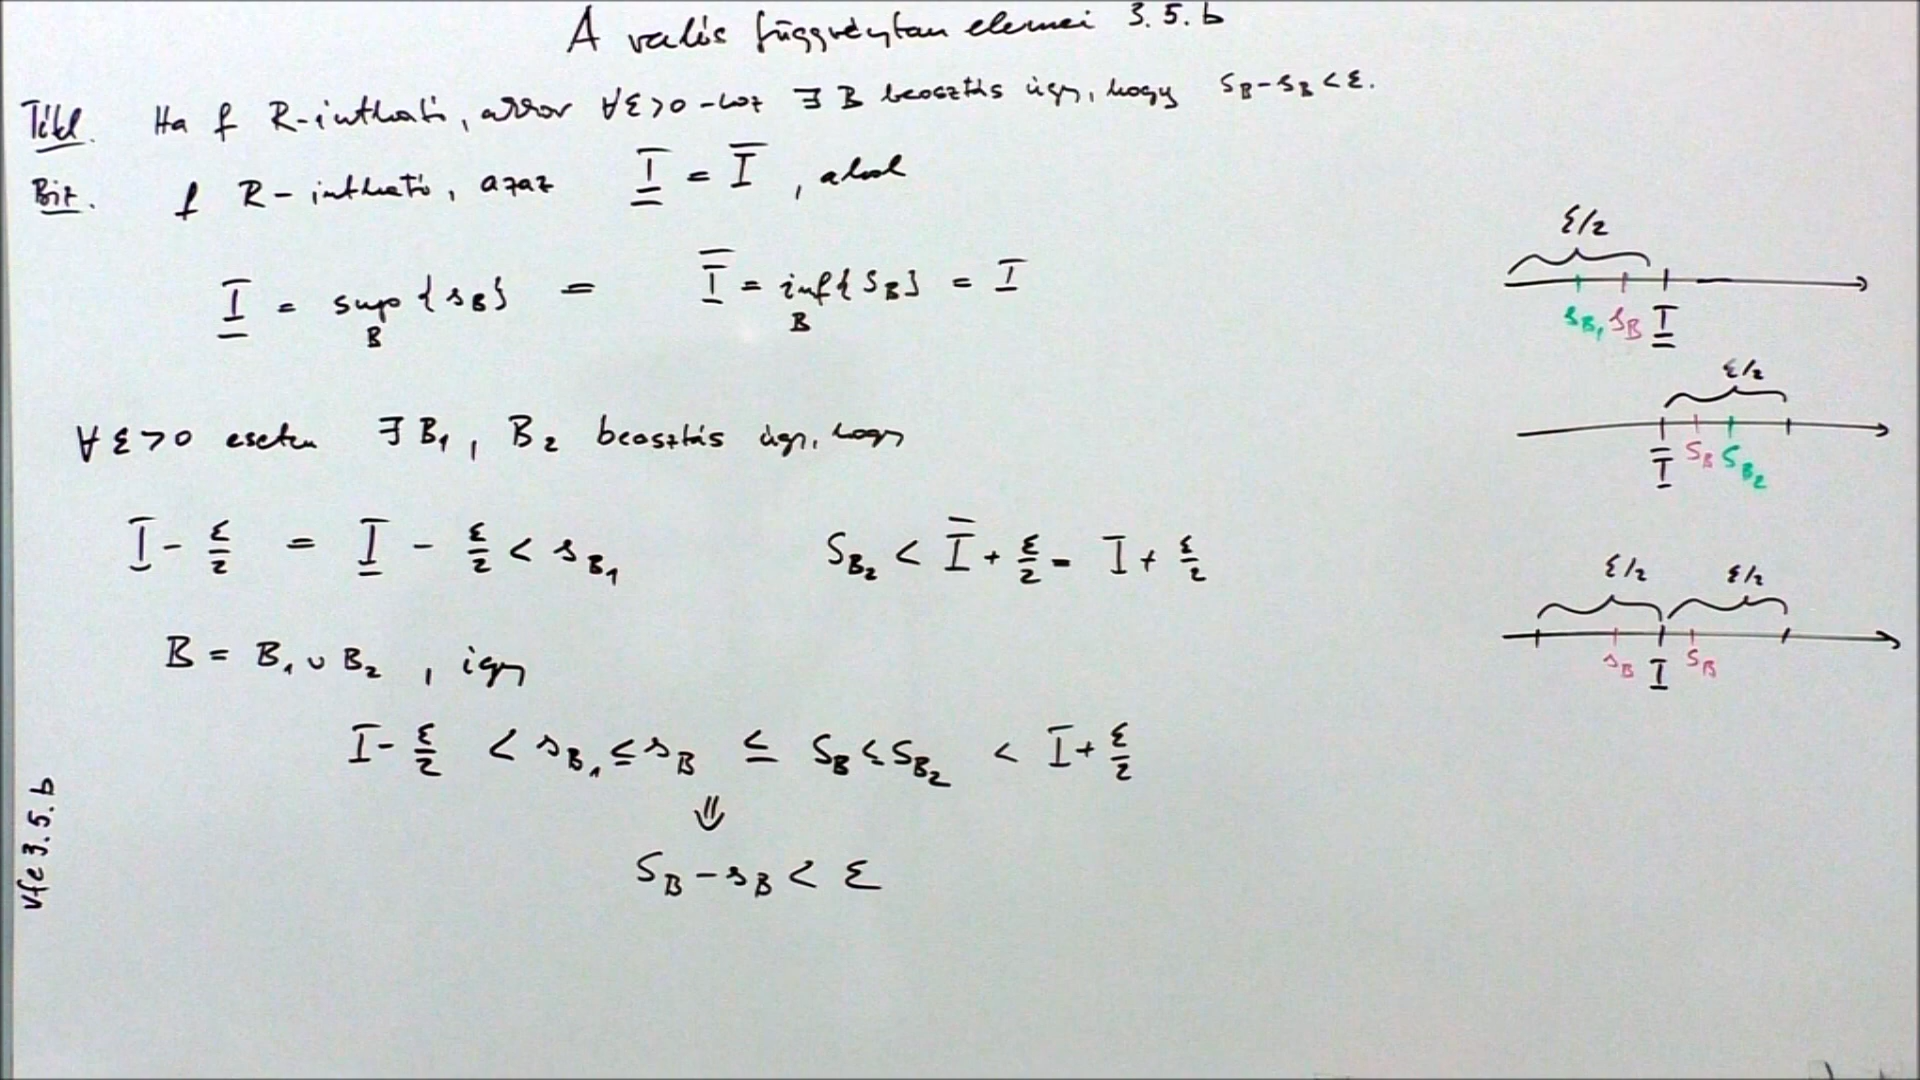 A valós függvénytan elemei 3.5.b
Tétel. Ha f R-intható, akkor ∀ε>0-hoz ∃ B beosztás úgy, hogy S_B - s_B < ε.
Biz. f R-intható, azaz I̲ = I̅, ahol
I̲ = sup_B {s_B} = I̅ = inf_B {S_B} = I
∀ε>0 esetén ∃ B₁, B₂ beosztás úgy, hogy
I - ε/2 = I̲ - ε/2 < s_B₁ S_B₂ < I̅ + ε/2 = I + ε/2
B = B₁ ∪ B₂, így
I - ε/2 < s_B₁ ≤ s_B ≤ S_B ≤ S_B₂ < I + ε/2
⇓
S_B - s_B < ε
vfe 3.5.b
ε/2
s_B₁ s_B I̲
ε/2
I̅ S_B S_B₂
ε/2 ε/2
s_B I S_B